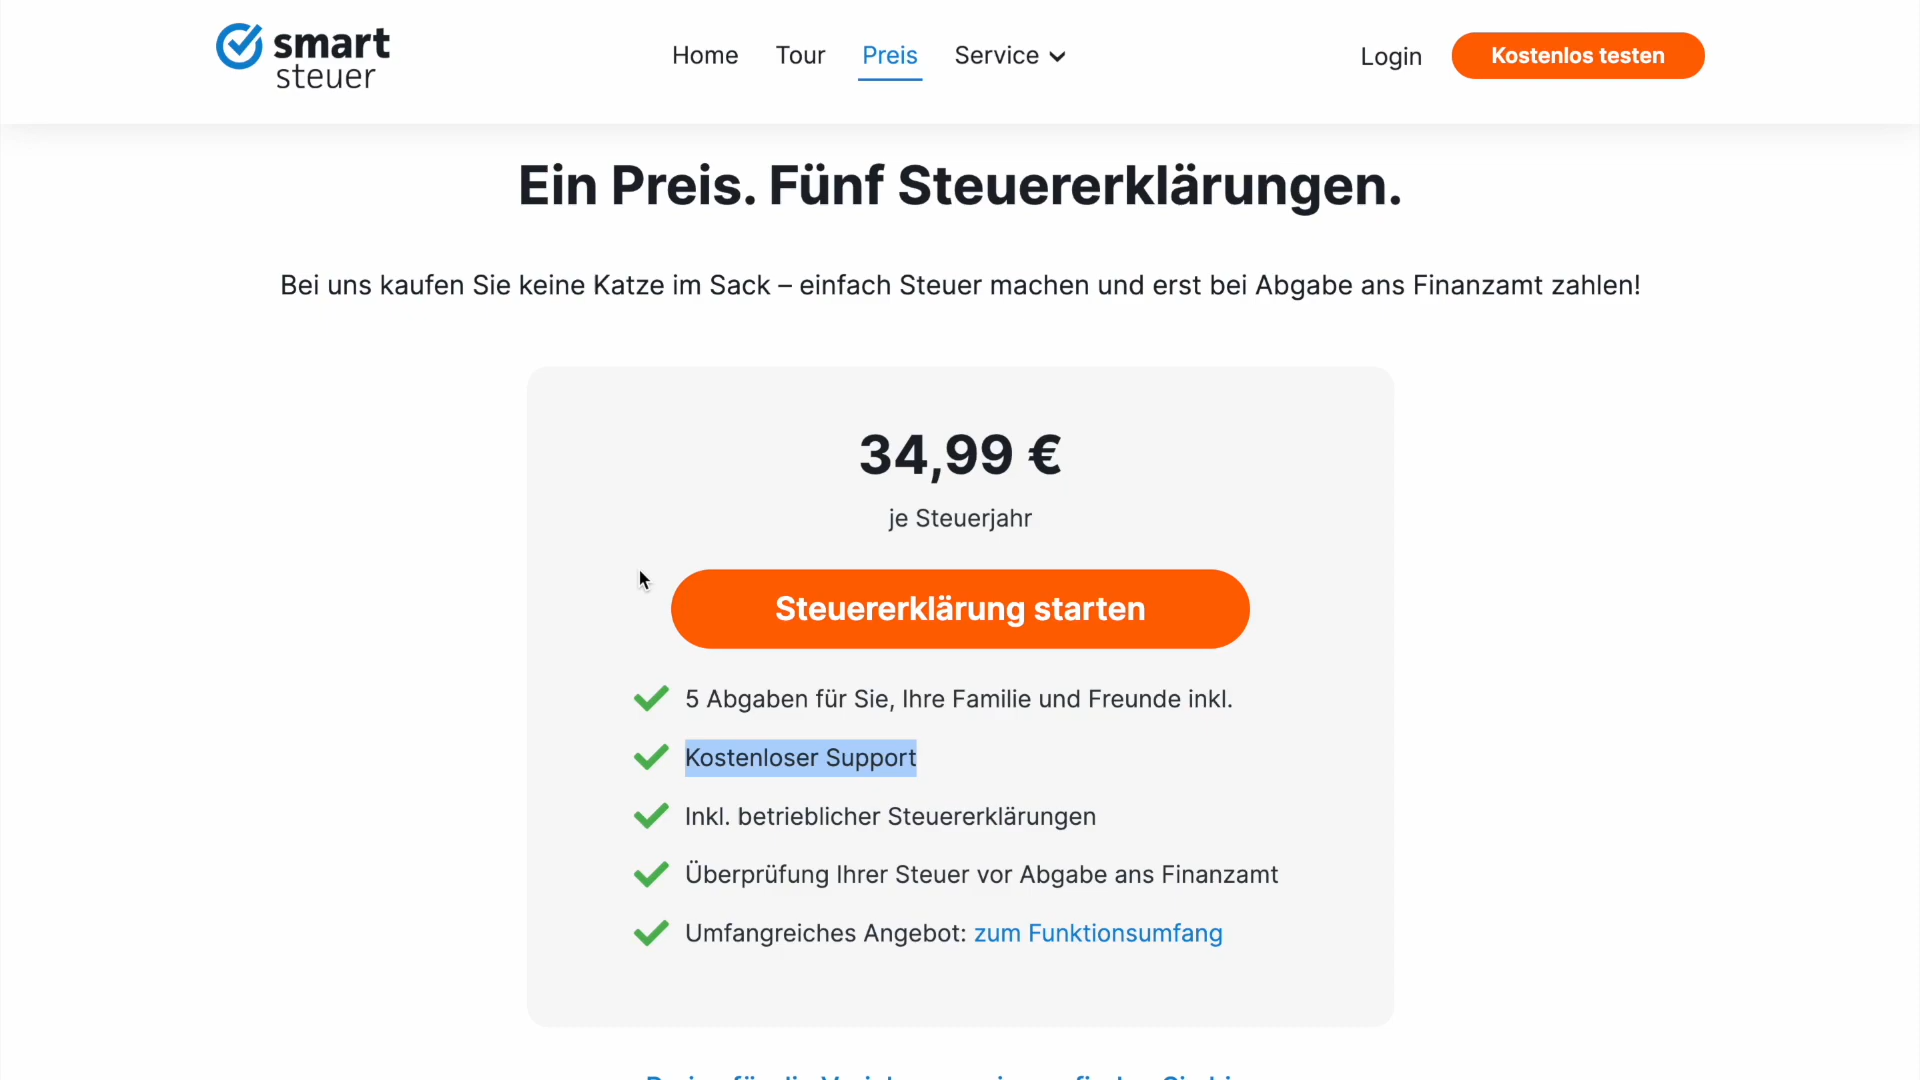 smart
steuer
Home Tour Preis Service
Login Kostenlos testen
Ein Preis. Fünf Steuererklärungen.
Bei uns kaufen Sie keine Katze im Sack – einfach Steuer machen und erst bei Abgabe ans Finanzamt zahlen!
34,99 €
je Steuerjahr
Steuererklärung starten
5 Abgaben für Sie, Ihre Familie und Freunde inkl.
Kostenloser Support
Inkl. betrieblicher Steuererklärungen
Überprüfung Ihrer Steuer vor Abgabe ans Finanzamt
Umfangreiches Angebot: zum Funktionsumfang